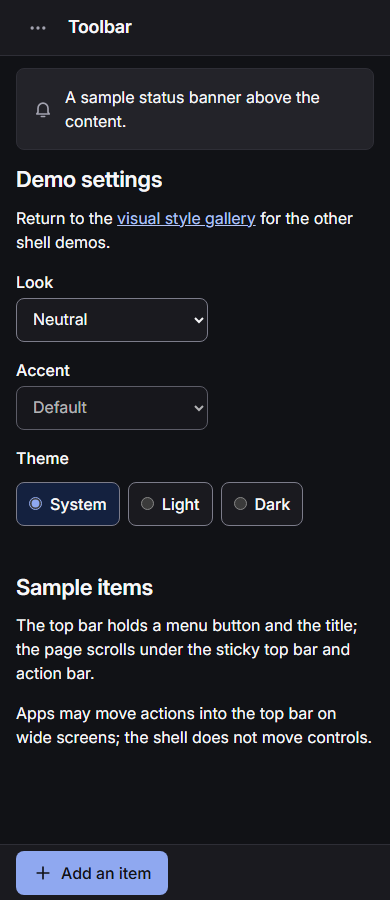 Toolbar
A sample status banner above the
content.
Demo settings
Return to the visual style gallery for the other
shell demos.
Look
Neutral
Accent
Default
Theme
System Light Dark
Sample items
The top bar holds a menu button and the title;
the page scrolls under the sticky top bar and
action bar.
Apps may move actions into the top bar on
wide screens; the shell does not move controls.
Add an item